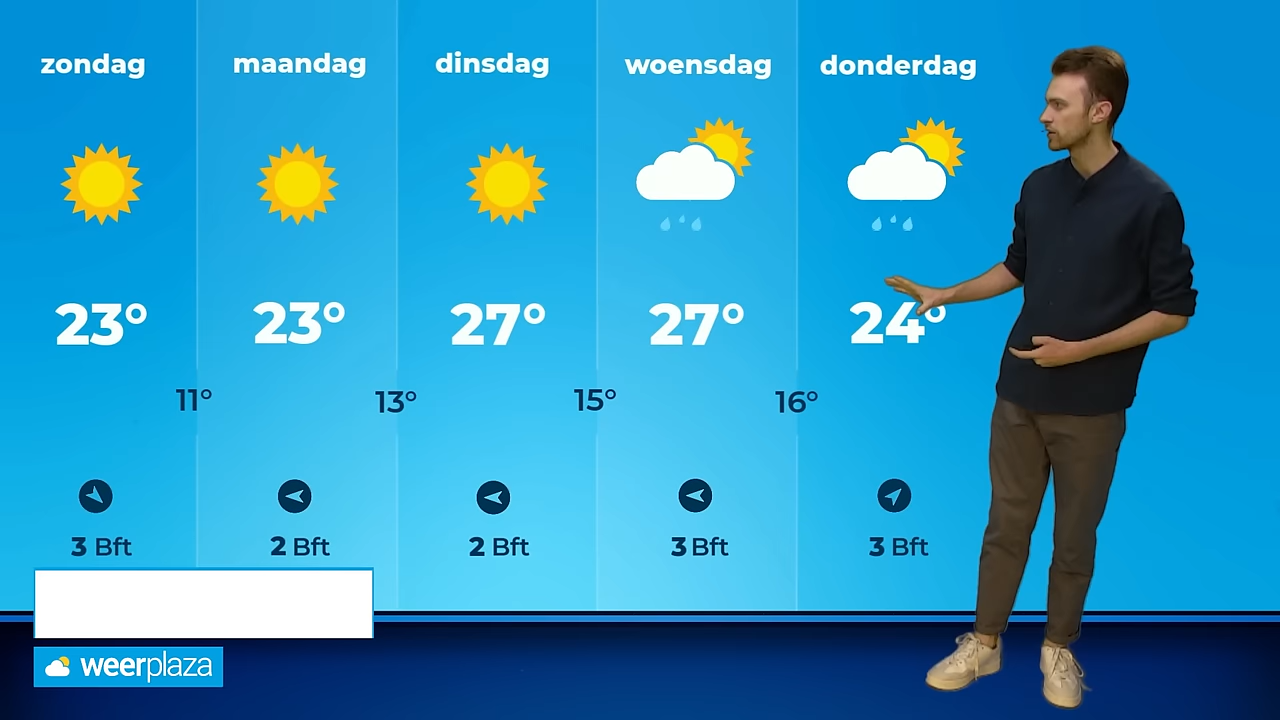 zondag maandag dinsdag woensdag donderdag
23° 23° 27° 27° 24°
11° 13° 15° 16°
3 Bft 2 Bft 2 Bft 3 Bft 3 Bft
weerplaza